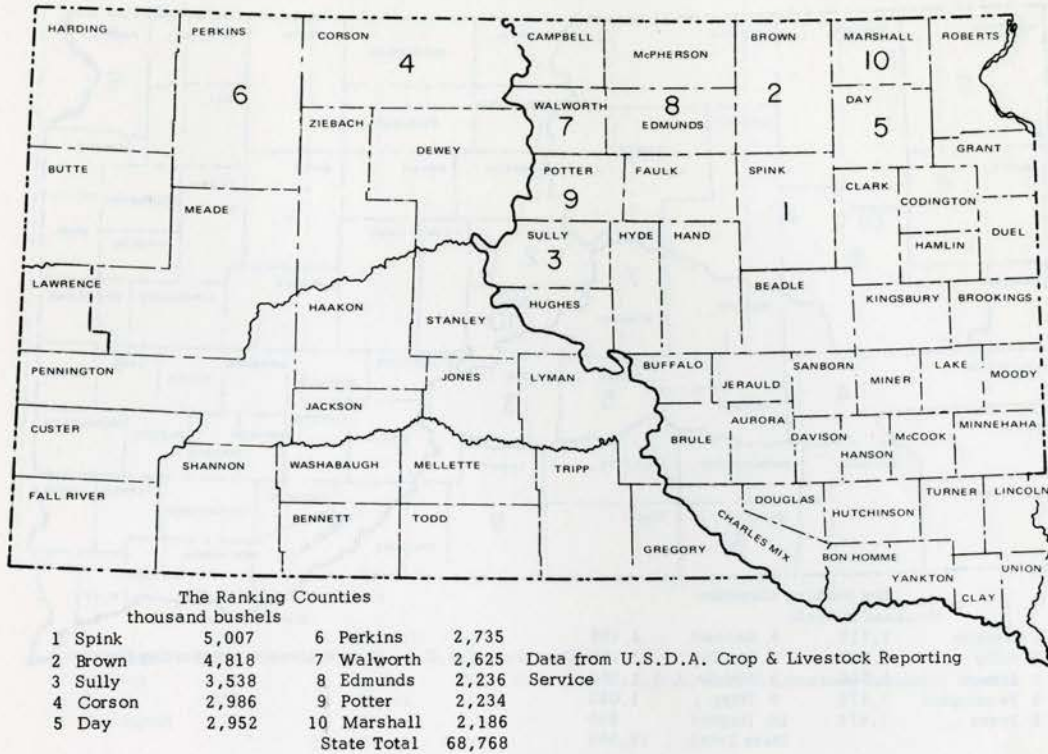 HARDING PERKINS CORSON CAMPBELL McPHERSON BROWN MARSHALL ROBERTS
6 4 10
WALWORTH 8 2 DAY
ZIEBACH 7 EDMUNDS 5
DEWEY GRANT
BUTTE POTTER FAULK SPINK
CLARK
MEADE 9 1 CODINGTON
SULLY HYDE HAND DUEL
3 HAMLIN
LAWRENCE BEADLE
HAAKON HUGHES KINGSBURY BROOKINGS
STANLEY
PENNINGTON JONES LYMAN BUFFALO SANBORN LAKE MOODY
JERAULD MINER
JACKSON
CUSTER AURORA MINNEHAHA
BRULE DAVISON McCOOK
HANSON
SHANNON WASHABAUGH MELLETTE TRIPP
FALL RIVER DOUGLAS TURNER LINCOLN
BENNETT TODD CHARLES MIX HUTCHINSON
GREGORY BON HOMME UNION
YANKTON
CLAY
The Ranking Counties
thousand bushels
1 Spink 5,007 6 Perkins 2,735
2 Brown 4,818 7 Walworth 2,625 Data from U.S.D.A. Crop & Livestock Reporting
3 Sully 3,538 8 Edmunds 2,236 Service
4 Corson 2,986 9 Potter 2,234
5 Day 2,952 10 Marshall 2,186
State Total 68,768